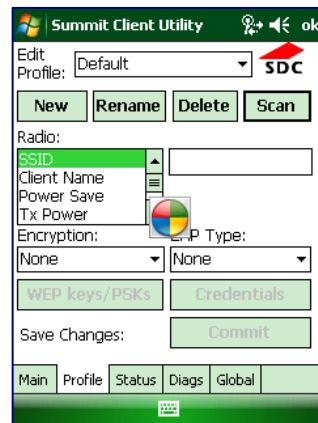 Summit Client Utility ok
Edit
Profile: Default
SDC
New Rename Delete Scan
Radio:
SSID
Client Name
Power Save
Tx Power
Encryption: EAP Type:
None None
WEP keys/PSKs Credentials
Save Changes: Commit
Main Profile Status Diags Global